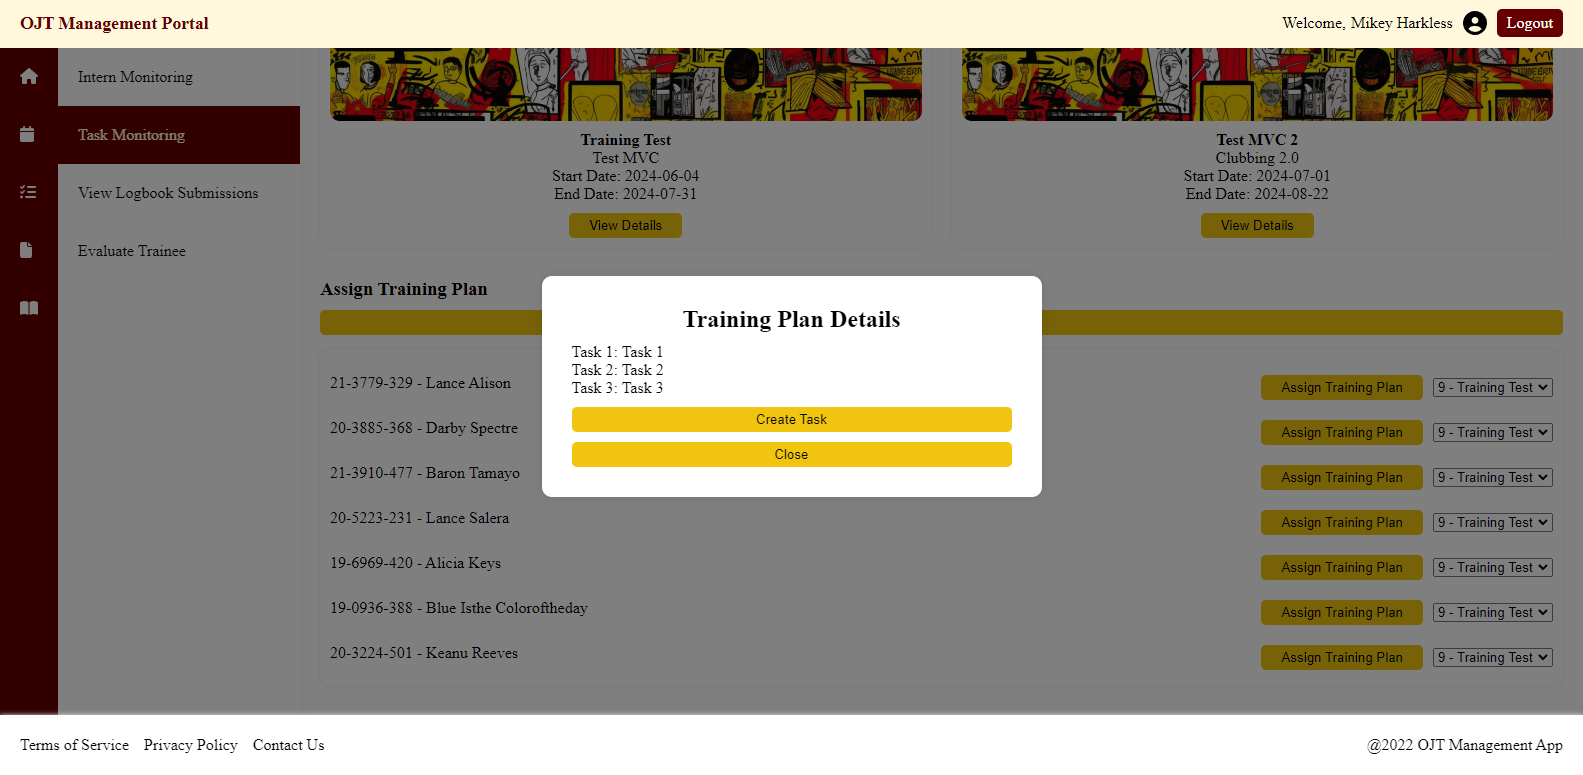 OJT Management Portal
Welcome, Mikey Harkless
Logout
Intern Monitoring
Task Monitoring
View Logbook Submissions
Evaluate Trainee
Training Test
Test MVC
Start Date: 2024-06-04
End Date: 2024-07-31
View Details
Test MVC 2
Clubbing 2.0
Start Date: 2024-07-01
End Date: 2024-08-22
View Details
Assign Training Plan
Training Plan Details
Task 1: Task 1
Task 2: Task 2
Task 3: Task 3
Create Task
Close
21-3779-329 - Lance Alison
Assign Training Plan
9 - Training Test
20-3885-368 - Darby Spectre
Assign Training Plan
9 - Training Test
21-3910-477 - Baron Tamayo
Assign Training Plan
9 - Training Test
20-5223-231 - Lance Salera
Assign Training Plan
9 - Training Test
19-6969-420 - Alicia Keys
Assign Training Plan
9 - Training Test
19-0936-388 - Blue Isthe Coloroftheday
Assign Training Plan
9 - Training Test
20-3224-501 - Keanu Reeves
Assign Training Plan
9 - Training Test
Terms of Service
Privacy Policy
Contact Us
@2022 OJT Management App